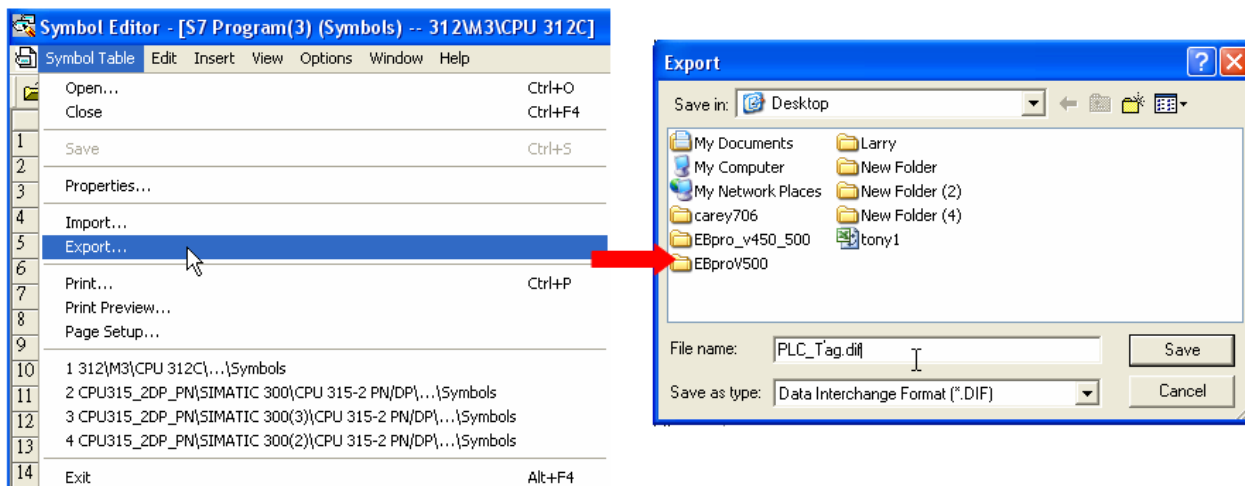 Symbol Editor - [S7 Program(3) (Symbols) -- 312\M3\CPU 312C]
Symbol Table Edit Insert View Options Window Help
Open... Ctrl+O
Close Ctrl+F4
1
Save Ctrl+S
2
Properties...
3
4
Import...
5
Export...
6
Print... Ctrl+P
7
Print Preview...
8
Page Setup...
9
10 1 312\M3\CPU 312C\...\Symbols
11 2 CPU315_2DP_PN\SIMATIC 300\CPU 315-2 PN/DP\...\Symbols
12 3 CPU315_2DP_PN\SIMATIC 300(3)\CPU 315-2 PN/DP\...\Symbols
13 4 CPU315_2DP_PN\SIMATIC 300(2)\CPU 315-2 PN/DP\...\Symbols
14 Exit Alt+F4
Export
Save in: Desktop
My Documents
My Computer
My Network Places
carey706
EBpro_v450_500
EBproV500
Larry
New Folder
New Folder (2)
New Folder (4)
tony1
File name: PLC_Tag.dif
Save
Save as type: Data Interchange Format (*.DIF)
Cancel